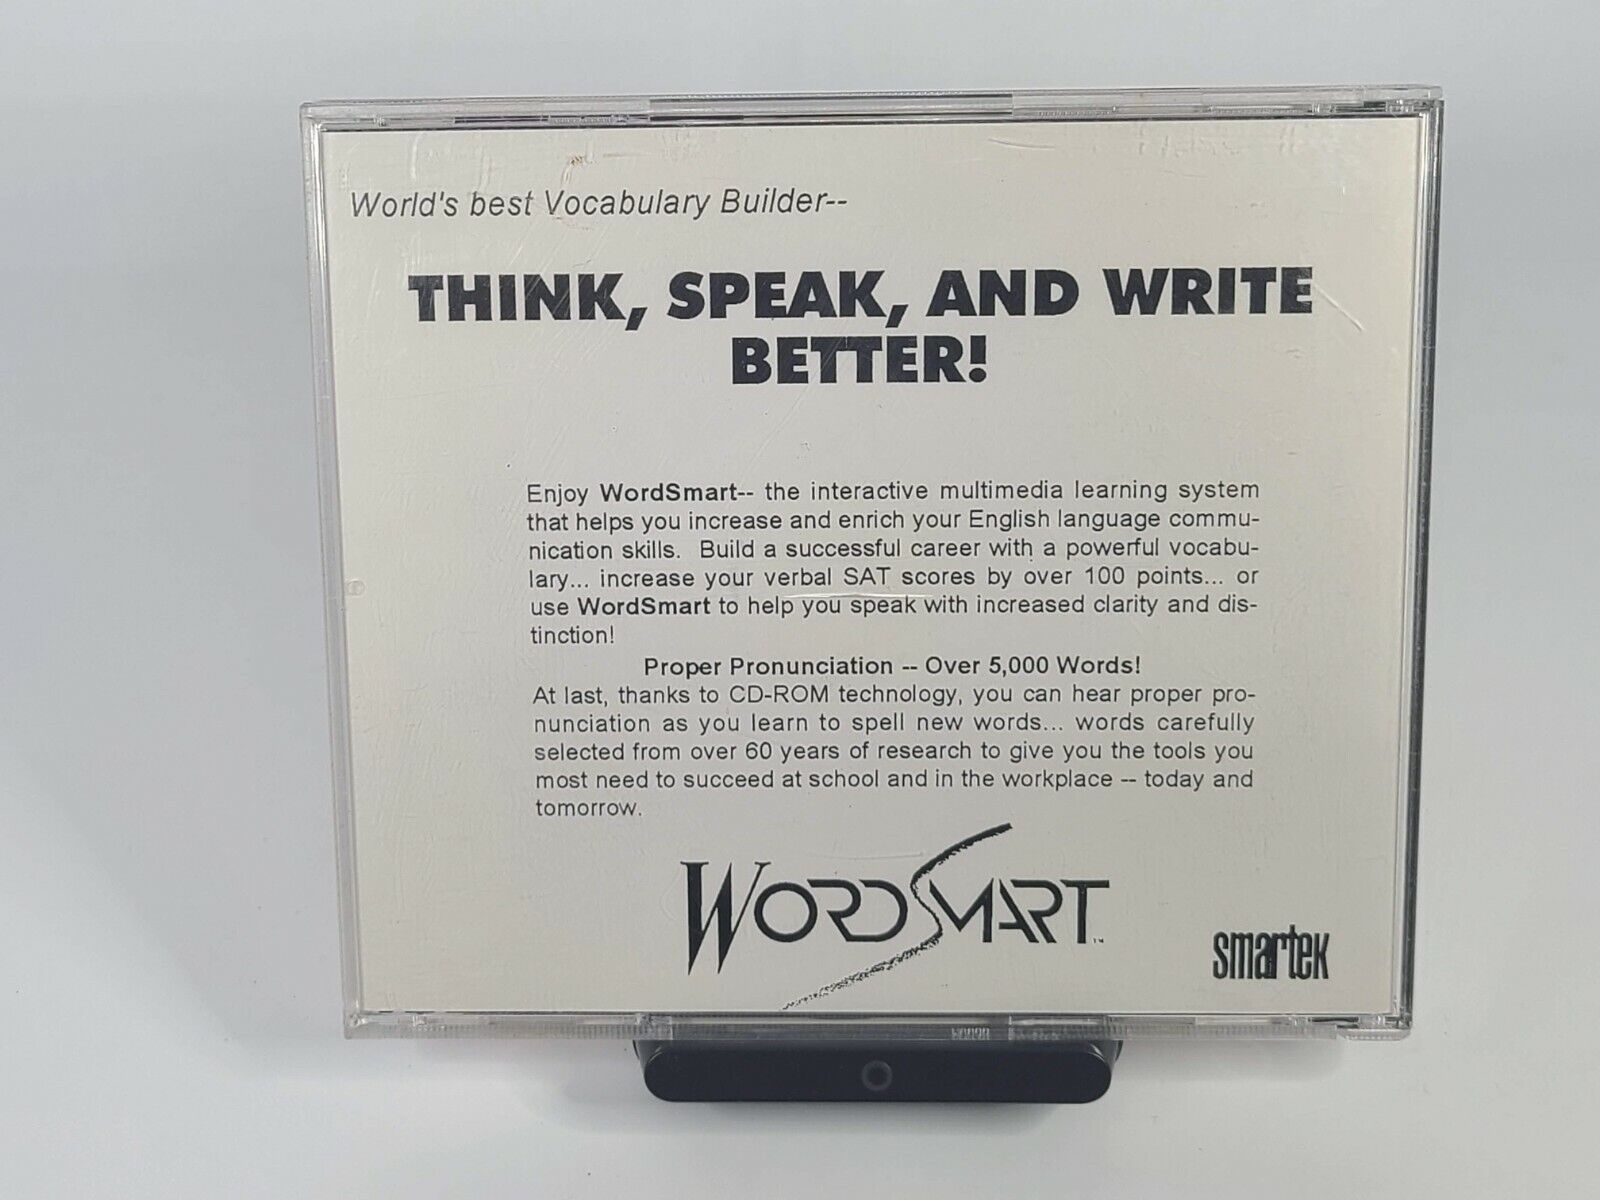 World's best Vocabulary Builder--
THINK, SPEAK, AND WRITE
BETTER!
Enjoy WordSmart-- the interactive multimedia learning system
that helps you increase and enrich your English language commu-
nication skills.  Build a successful career with a powerful vocabu-
lary... increase your verbal SAT scores by over 100 points... or
use WordSmart to help you speak with increased clarity and dis-
tinction!
Proper Pronunciation -- Over 5,000 Words!
At last, thanks to CD-ROM technology, you can hear proper pro-
nunciation as you learn to spell new words... words carefully
selected from over 60 years of research to give you the tools you
most need to succeed at school and in the workplace -- today and
tomorrow.
WORDSMART™
smartek